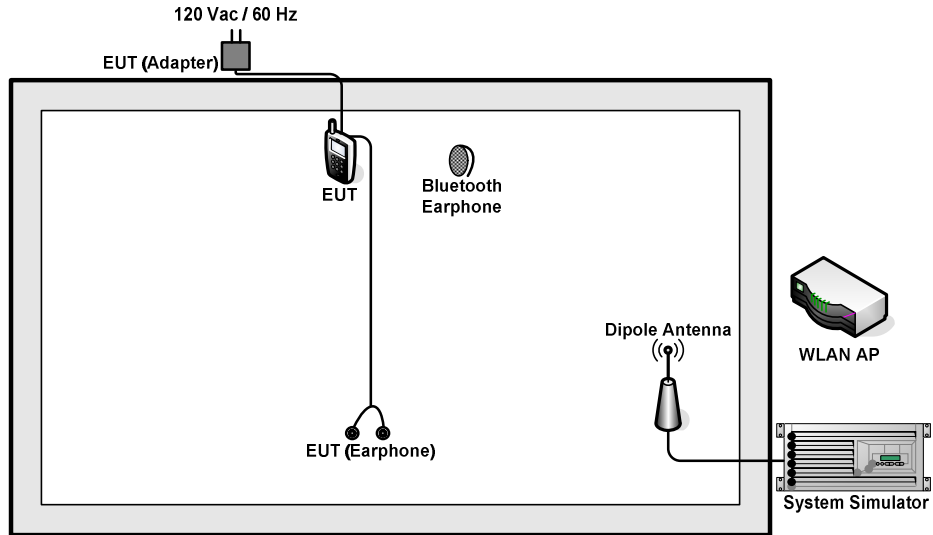 120 Vac / 60 Hz
EUT (Adapter)
EUT
Bluetooth
Earphone
Dipole Antenna
WLAN AP
EUT (Earphone)
System Simulator